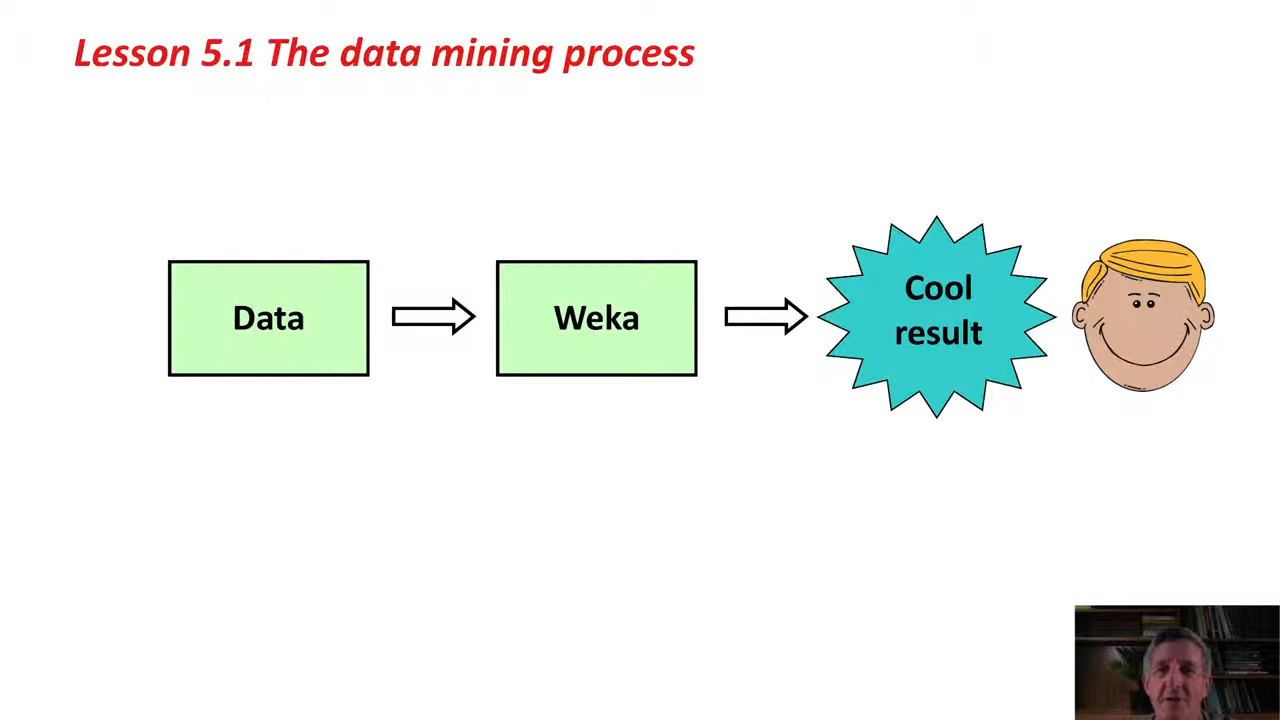 Lesson 5.1 The data mining process
Data
Weka
Cool
result